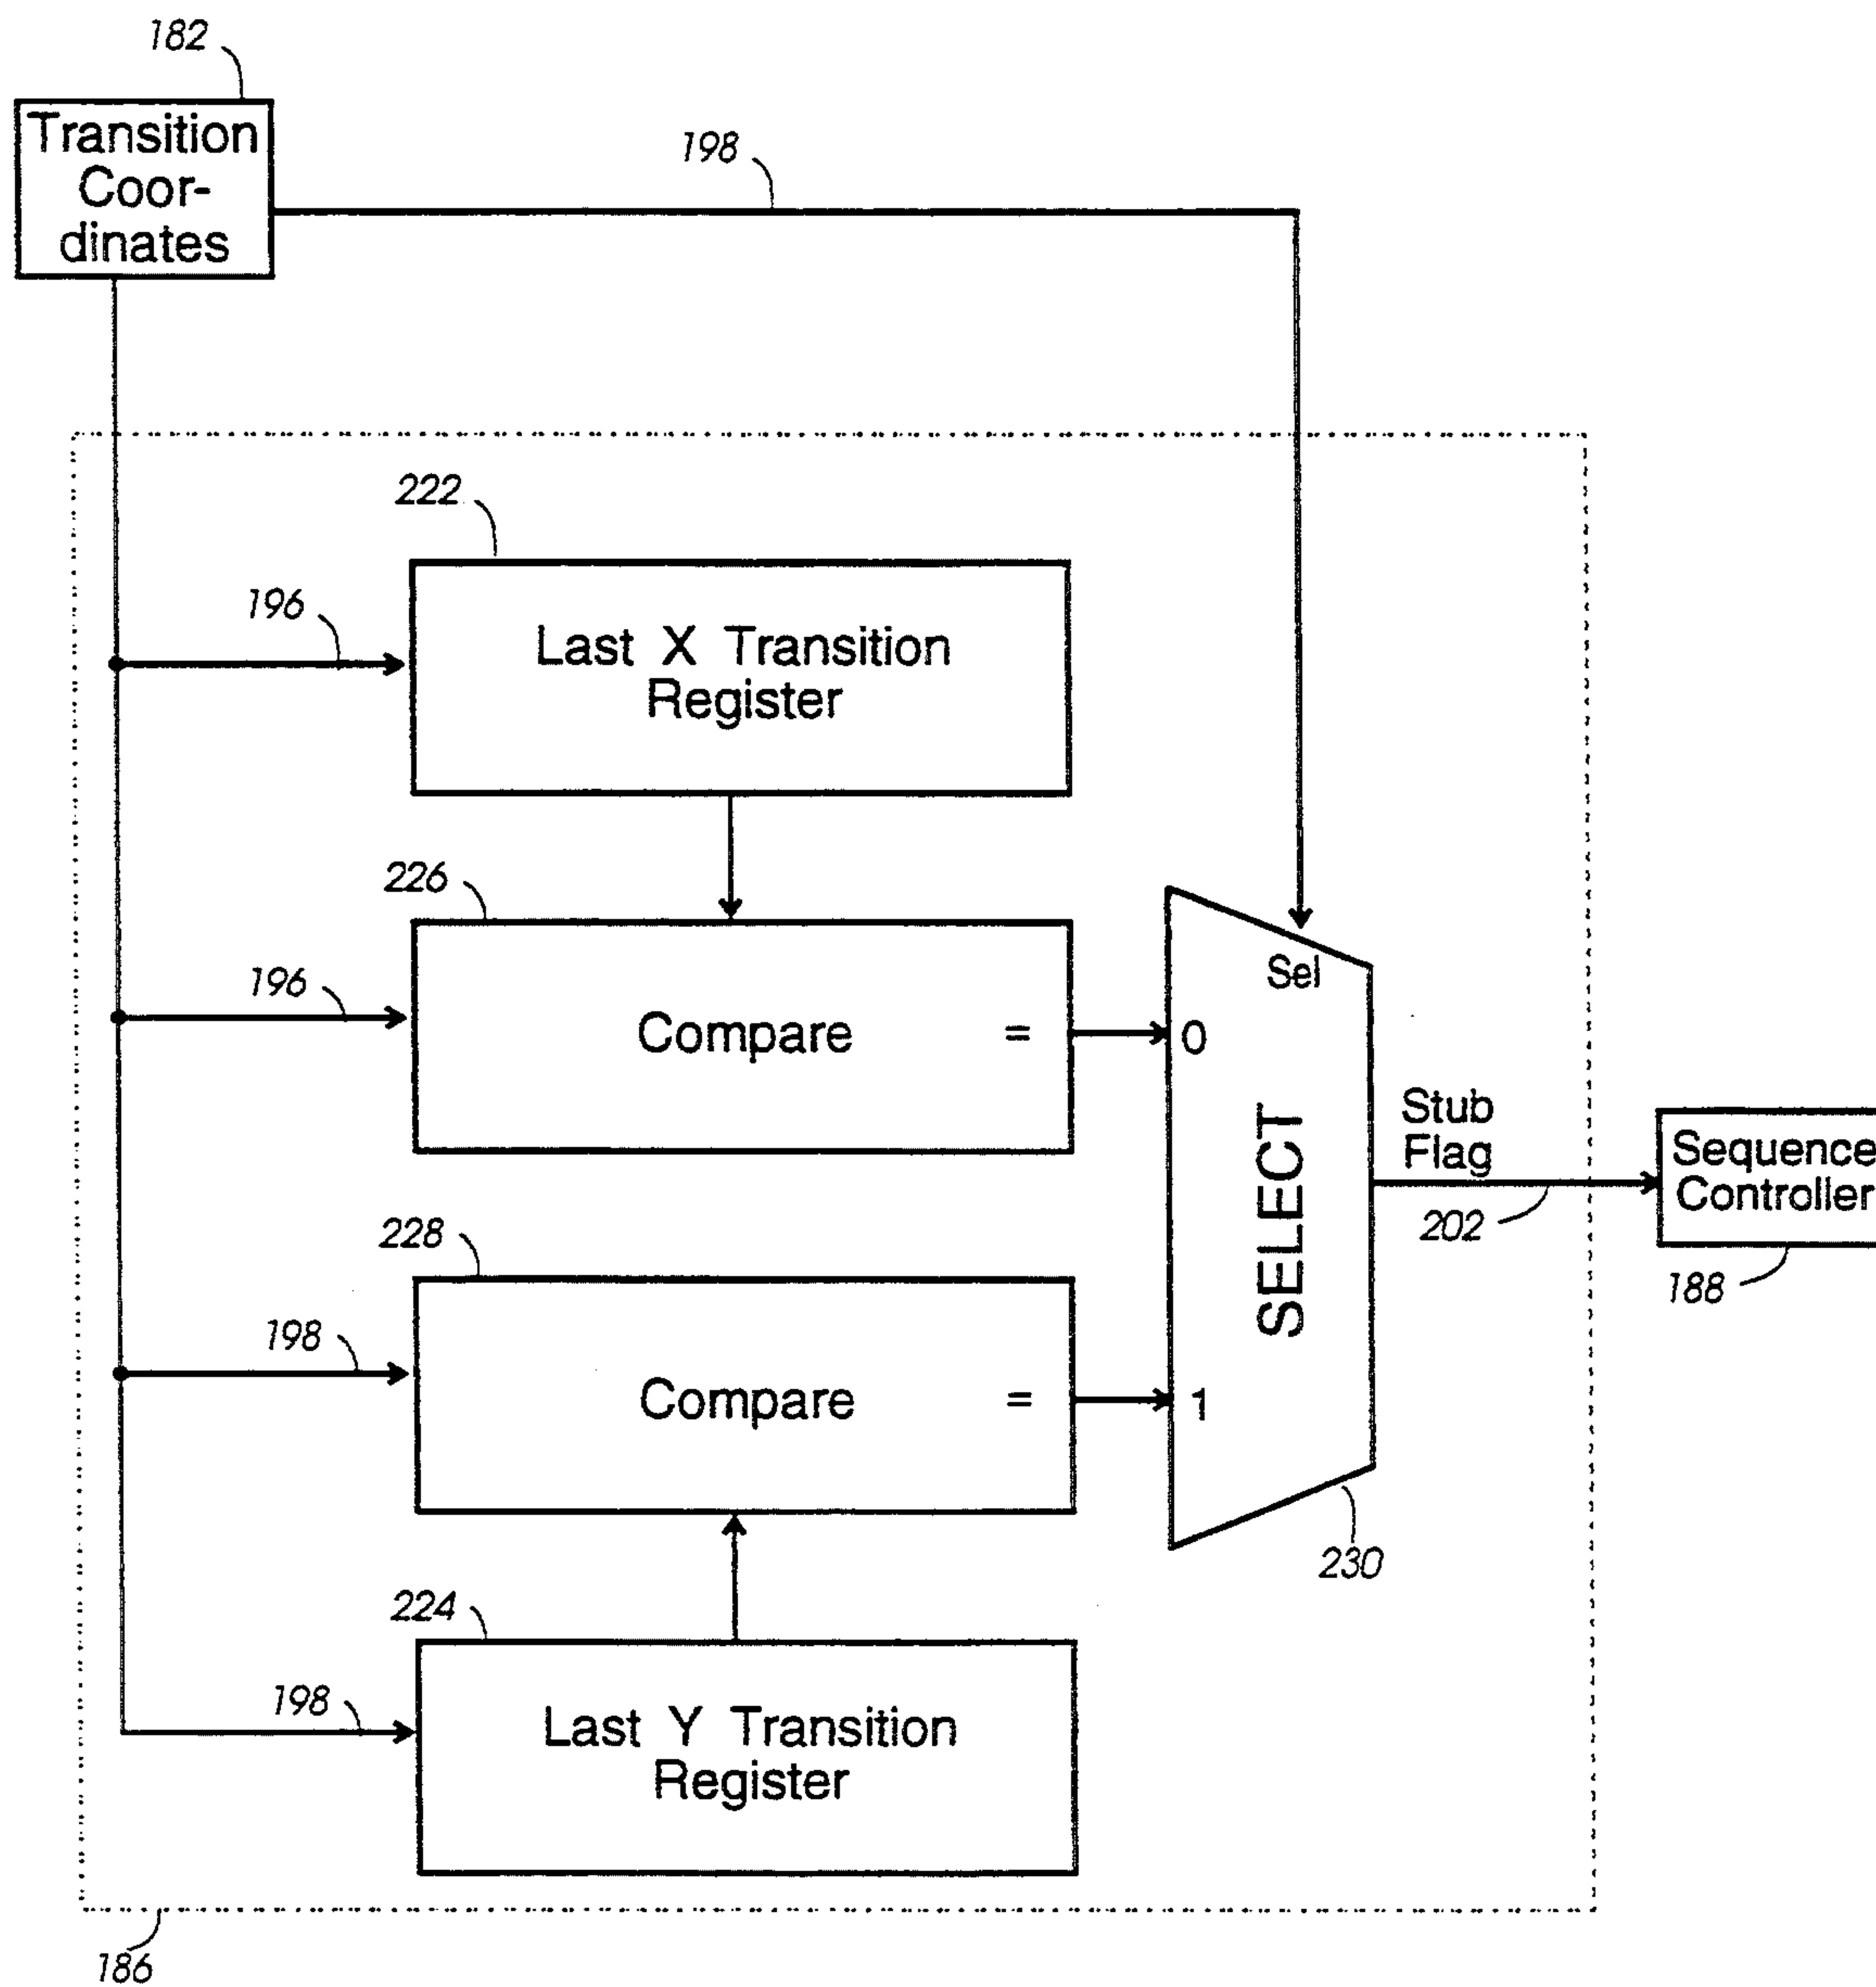 182
Transition
Coor-
dinates
198
222
196
Last X Transition
Register
226
196
Compare =
Sel
0
SELECT
Stub
Flag
202
Sequence
Controller
188
228
198
Compare =
1
230
224
198
Last Y Transition
Register
186